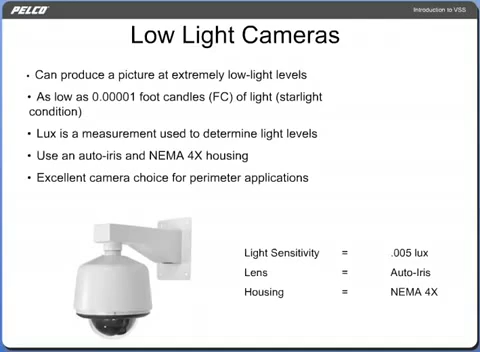 PELCO
Introduction to VSS
Low Light Cameras
• Can produce a picture at extremely low-light levels
• As low as 0.00001 foot candles (FC) of light (starlight
condition)
• Lux is a measurement used to determine light levels
• Use an auto-iris and NEMA 4X housing
• Excellent camera choice for perimeter applications
Light Sensitivity = .005 lux
Lens = Auto-Iris
Housing = NEMA 4X